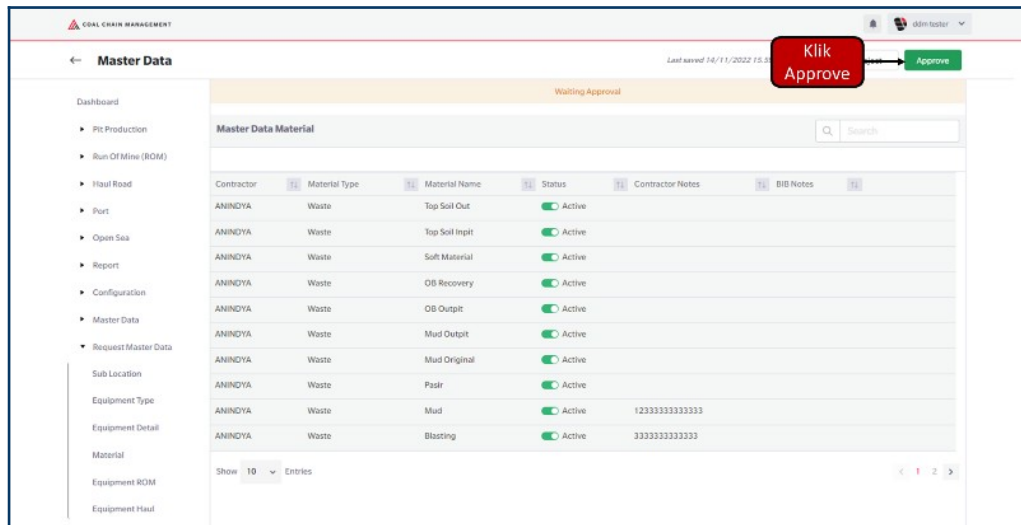 COAL CHAIN MANAGEMENT
ddm tester
← Master Data
Last saved 14/11/2022 15.
Klik
Approve
Approve
Waiting Approval
Dashboard
Pit Production
Run Of Mine (ROM)
Haul Road
Port
Open Sea
Report
Configuration
Master Data
Request Master Data
Sub Location
Equipment Type
Equipment Detail
Material
Equipment ROM
Equipment Haul
Master Data Material
Search
Contractor Material Type Material Name Status Contractor Notes BIB Notes
ANINDYA Waste Top Soil Out Active
ANINDYA Waste Top Soil Inpit Active
ANINDYA Waste Soft Material Active
ANINDYA Waste OB Recovery Active
ANINDYA Waste OB Outpit Active
ANINDYA Waste Mud Outpit Active
ANINDYA Waste Mud Original Active
ANINDYA Waste Pasir Active
ANINDYA Waste Mud Active 12333333333333
ANINDYA Waste Blasting Active 3333333333333
Show 10 Entries
< 1 2 >